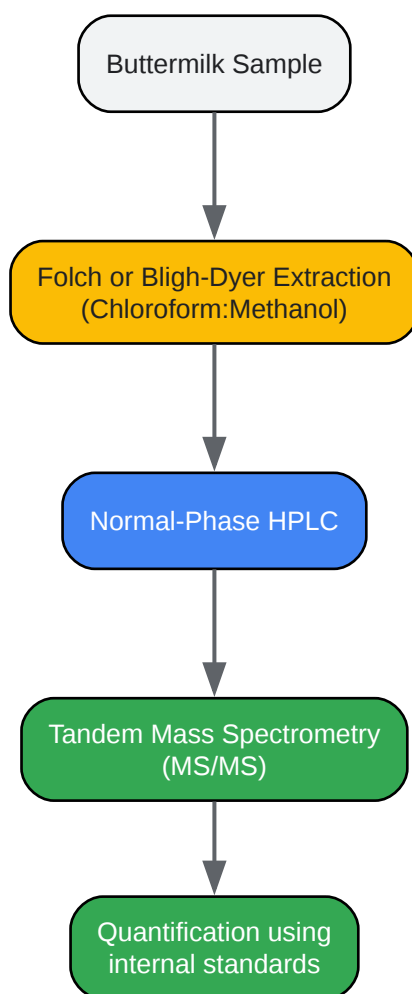 Buttermilk Sample
Folch or Bligh-Dyer Extraction
(Chloroform:Methanol)
Normal-Phase HPLC
Tandem Mass Spectrometry
(MS/MS)
Quantification using
internal standards